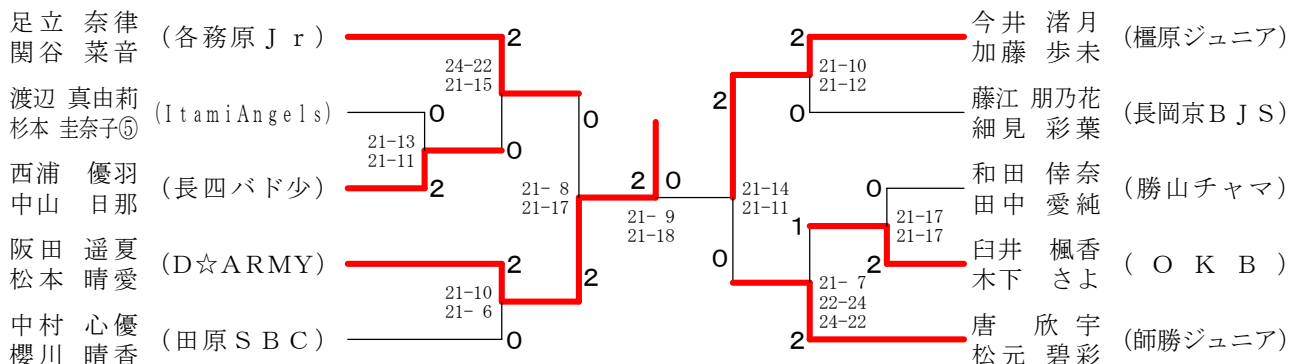 足立 奈律
関谷 菜音
(各務原Jr)
渡辺 真由莉
杉本 圭奈子⑤
(ItamiAngels)
西浦 優羽
中山 日那
(長四バド少)
阪田 遥夏
松本 晴愛
(D☆ARMY)
中村 心優
櫻川 晴香
(田原SBC)
2
24-22
21-15
0
21-13
21-11
0
2
0
21- 8
21-17
2
2
21-10
21- 6
0
2 0
21- 9
21-18
2
21-10
21-12
2
0
21-14
21-11
0
21-17
21-17
1
2
0
21- 7
22-24
24-22
2
今井 渚月
加藤 歩未
(橿原ジュニア)
藤江 朋乃花
細見 彩葉
(長岡京BJS)
和田 倖奈
田中 愛純
(勝山チャマ)
臼井 楓香
木下 さよ
(OKB)
唐 欣宇
松元 碧彩
(師勝ジュニア)